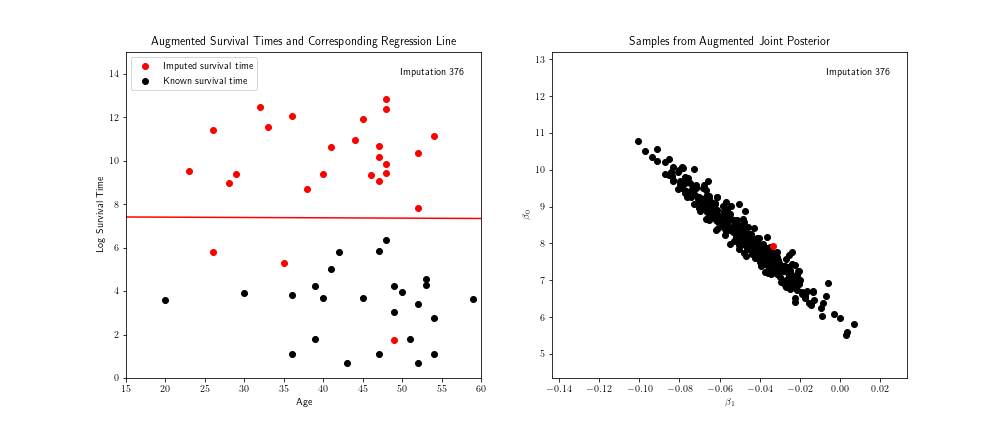 Augmented Survival Times and Corresponding Regression Line
Imputed survival time
Known survival time
Imputation 376
Log Survival Time
14
12
10
8
6
4
2
0
15 20 25 30 35 40 45 50 55 60
Age
Samples from Augmented Joint Posterior
Imputation 376
β₀
13
12
11
10
9
8
7
6
5
−0.14 −0.12 −0.10 −0.08 −0.06 −0.04 −0.02 0.00 0.02
β₁